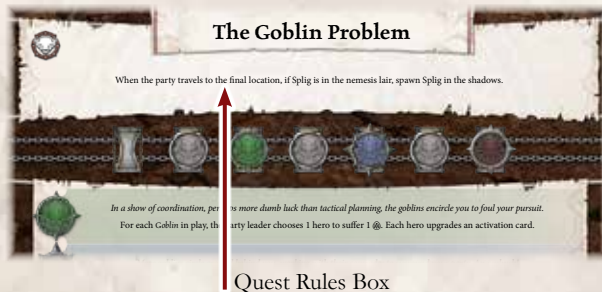 The Goblin Problem
When the party travels to the final location, if Splig is in the nemesis lair, spawn Splig in the shadows.
In a show of coordination, perhaps more dumb luck than tactical planning, the goblins encircle you to foul your pursuit.
For each Goblin in play, the party leader chooses 1 hero to suffer 1 . Each hero upgrades an activation card.
Quest Rules Box